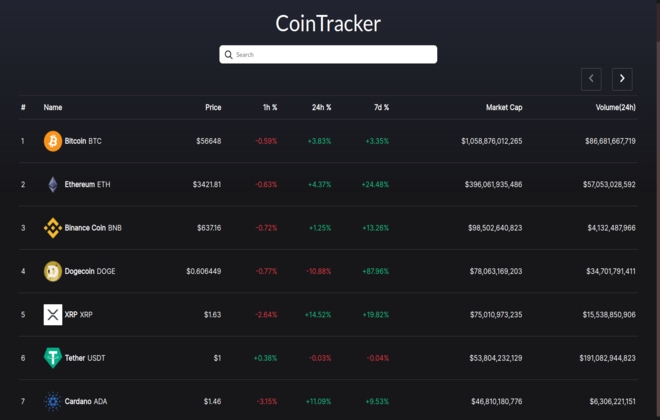 CoinTracker
Search
# Name Price 1h % 24h % 7d % Market Cap Volume(24h)
1 Bitcoin BTC $56648 -0.59% +3.83% +3.35% $1,058,876,012,265 $86,681,667,719
2 Ethereum ETH $3421.81 -0.63% +4.37% +24.48% $396,061,935,486 $57,053,028,592
3 Binance Coin BNB $637.16 -0.72% +1.25% +13.26% $98,502,640,823 $4,132,487,966
4 Dogecoin DOGE $0.606449 -0.77% -10.88% +87.96% $78,063,169,203 $34,701,791,411
5 XRP XRP $1.63 -2.64% +14.52% +19.82% $75,010,973,235 $15,538,850,906
6 Tether USDT $1 +0.38% -0.03% -0.04% $53,804,232,129 $191,082,944,823
7 Cardano ADA $1.46 -3.15% +11.09% +9.53% $46,810,180,776 $6,306,221,151